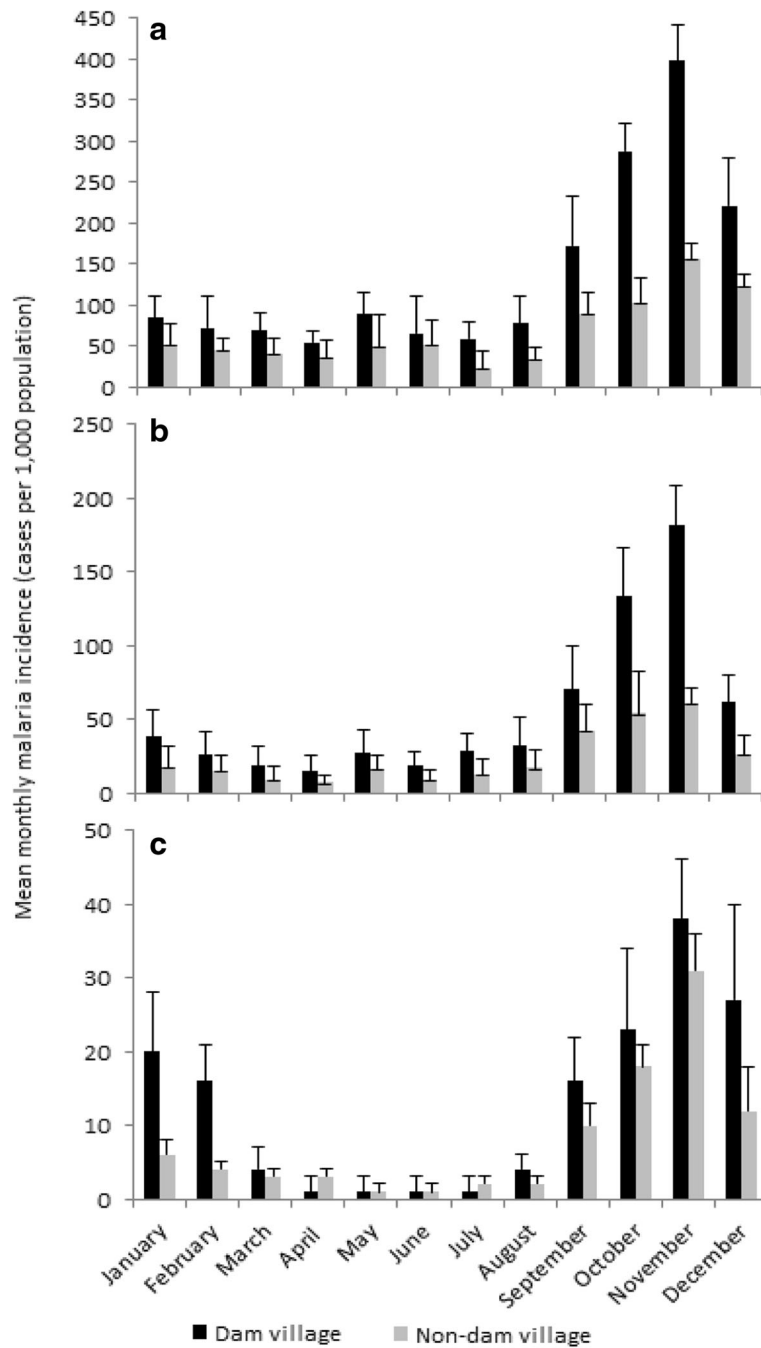 Mean monthly malaria incidence (cases per 1,000 population)
a
450
400
350
300
250
200
150
100
50
0
b
250
200
150
100
50
0
c
50
40
30
20
10
0
January
February
March
April
May
June
July
August
September
October
November
December
Dam village
Non-dam village